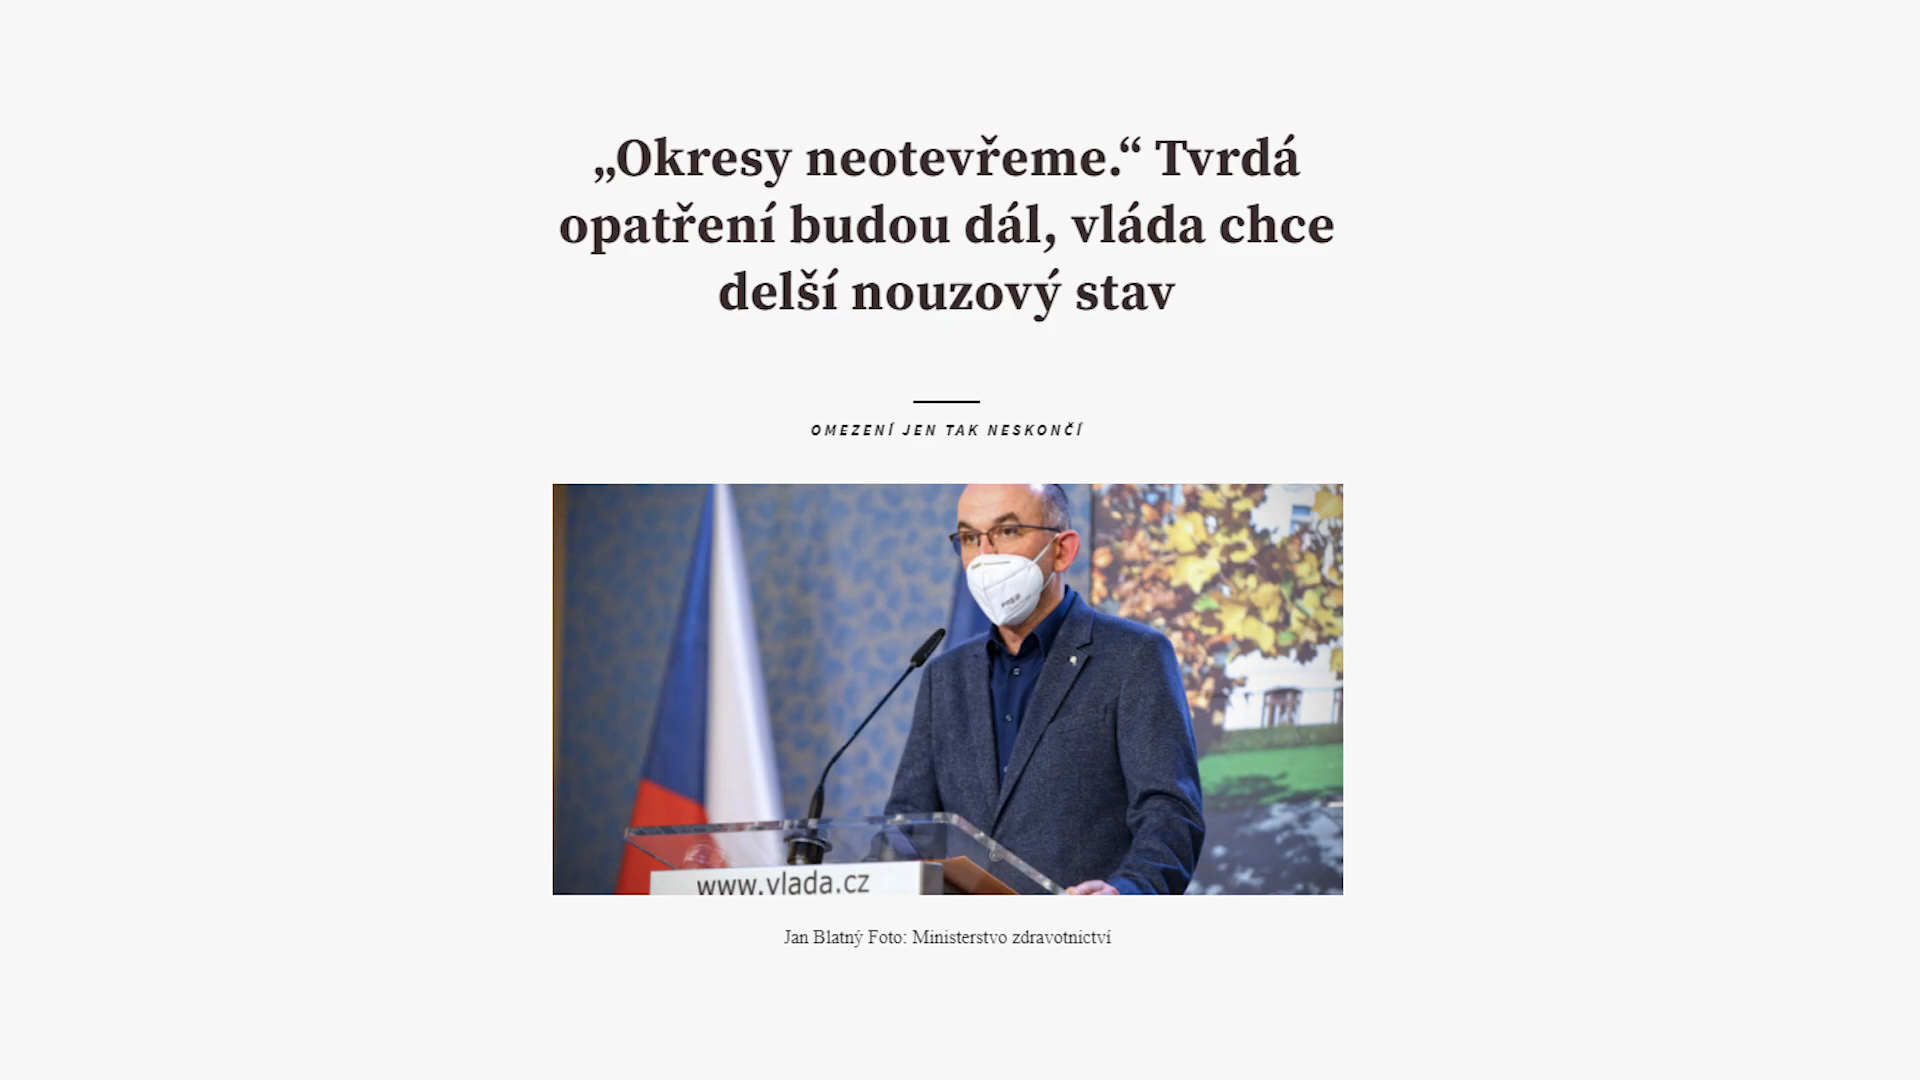 „Okresy neotevřeme.“ Tvrdá
opatření budou dál, vláda chce
delší nouzový stav
OMEZENÍ JEN TAK NESKONČÍ
www.vlada.cz
Jan Blatný Foto: Ministerstvo zdravotnictví